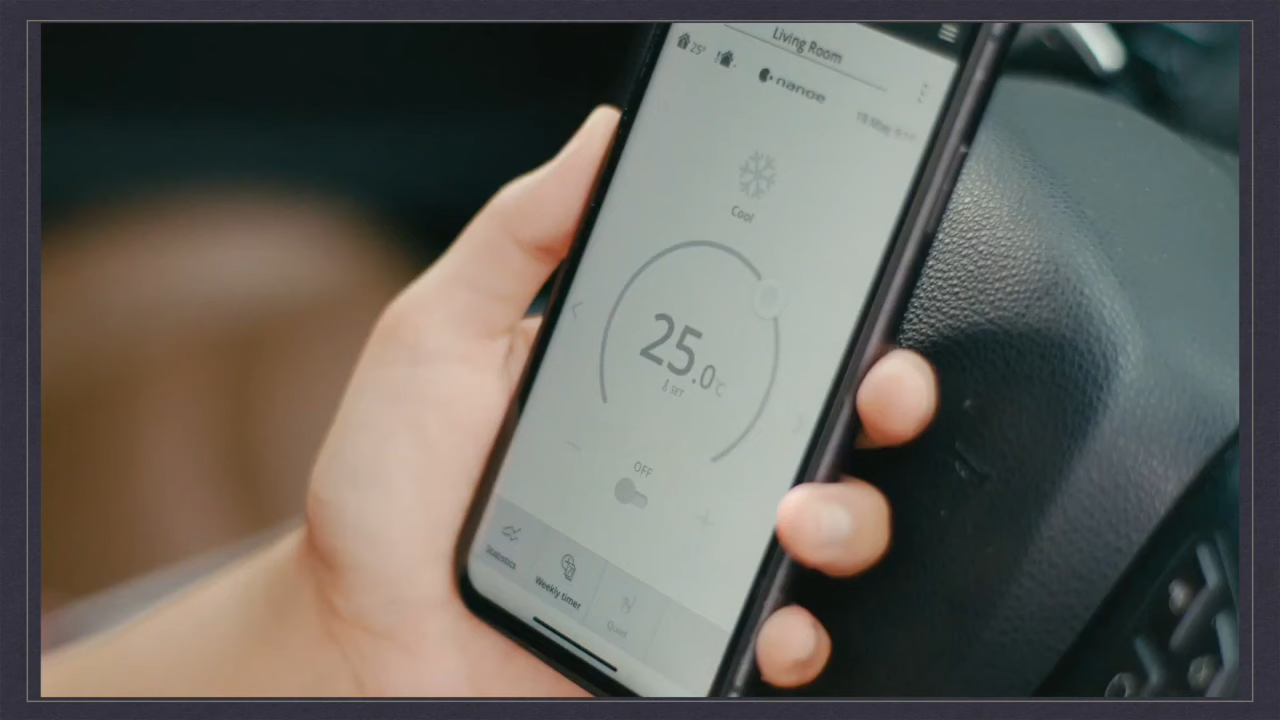 Living Room
25°
nanoe
Cool
25.0°C
SET
OFF
Statistics
Weekly timer
Quiet